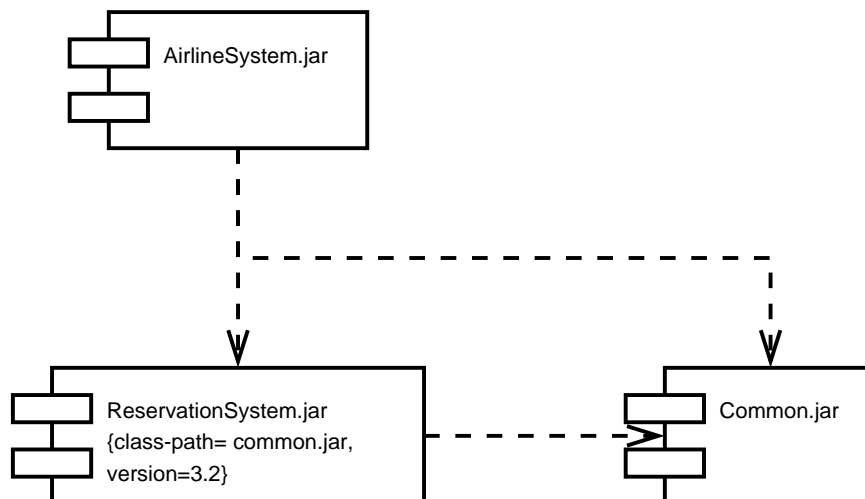 AirlineSystem.jar
ReservationSystem.jar
{class-path= common.jar,
version=3.2}
Common.jar